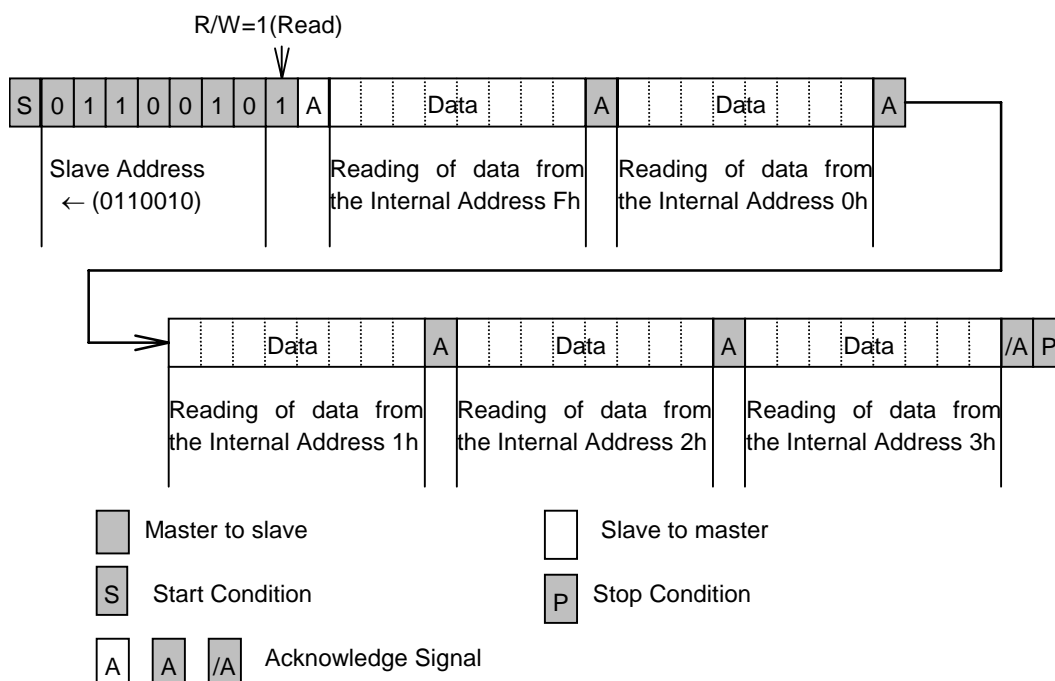 R/W=1(Read)
S 0 1 1 0 0 1 0 1 A Data A Data A
Slave Address
← (0110010)
Reading of data from
the Internal Address Fh
Reading of data from
the Internal Address 0h
Data A Data A Data /A P
Reading of data from
the Internal Address 1h
Reading of data from
the Internal Address 2h
Reading of data from
the Internal Address 3h
Master to slave
Slave to master
S Start Condition
P Stop Condition
A A /A Acknowledge Signal